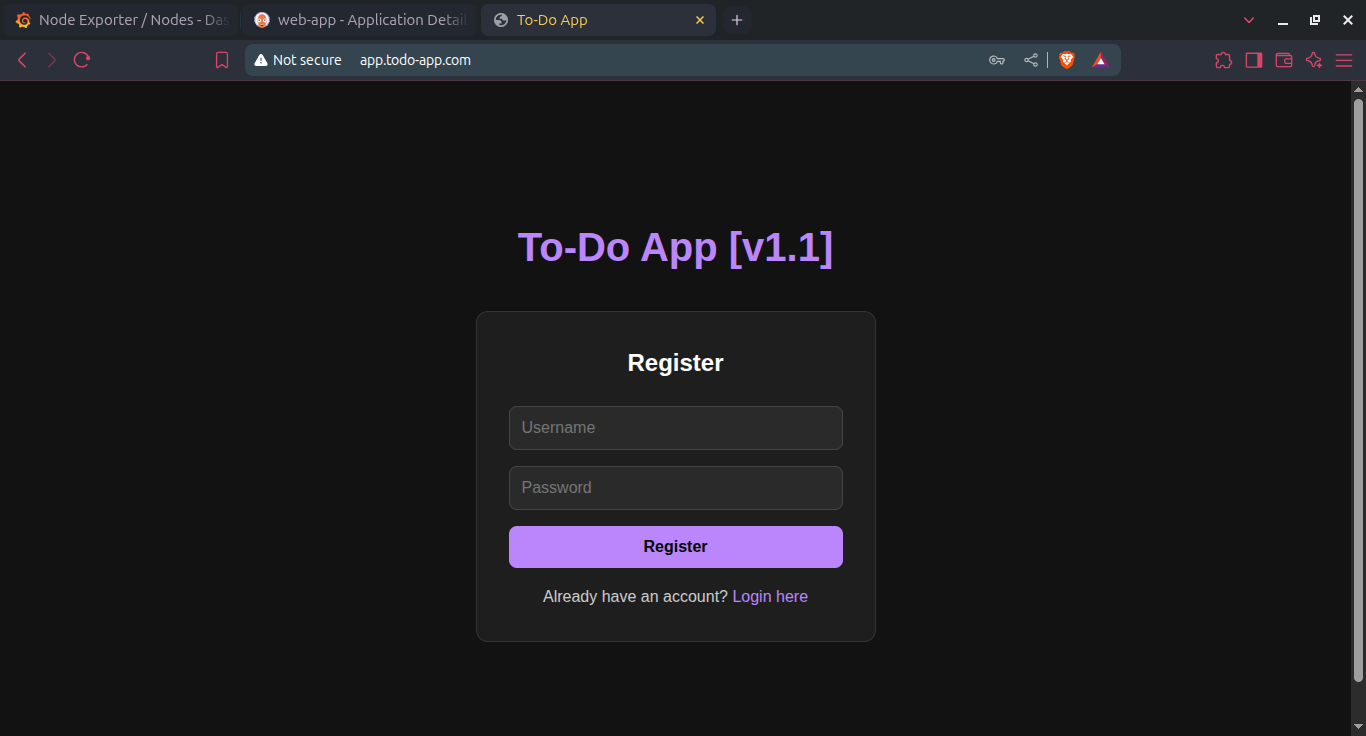 Node Exporter / Nodes - Das
web-app - Application Detail
To-Do App
Not secure
app.todo-app.com
To-Do App [v1.1]
Register
Username
Password
Register
Already have an account? Login here